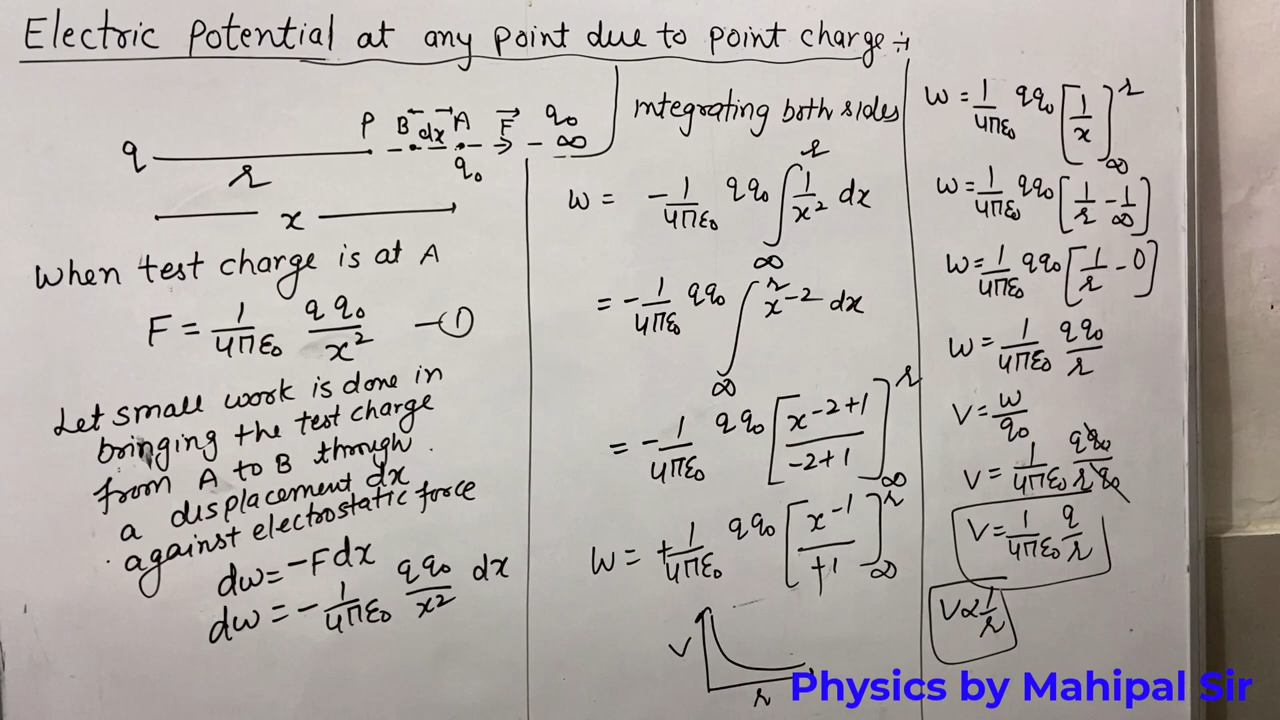 Electric Potential at any point due to point charge :-
q r P B dx A F q0 ∞
q0
x
When test charge is at A
F = 1/4πε0 q q0/x² —①
Let small work is done in
bringing the test charge
from A to B through
a displacement dx
against electrostatic force
dw = -Fdx
dw = - 1/4πε0 q q0/x² dx
Integrating both sides
W = - 1/4πε0 qq0 ∫∞^r 1/x² dx
= - 1/4πε0 qq0 ∫∞^r x^-2 dx
= - 1/4πε0 qq0 [x^-2+1/-2+1]∞^r
W = + 1/4πε0 qq0 [x^-1/+1]∞^r
V
r
W = 1/4πε0 qq0 [1/x]∞^r
W = 1/4πε0 qq0 [1/r - 1/∞]
W = 1/4πε0 qq0 [1/r - 0]
W = 1/4πε0 qq0/r
V = W/q0
V = 1/4πε0 qq0/rq0
V = 1/4πε0 q/r
V ∝ 1/r
Physics by Mahipal Sir